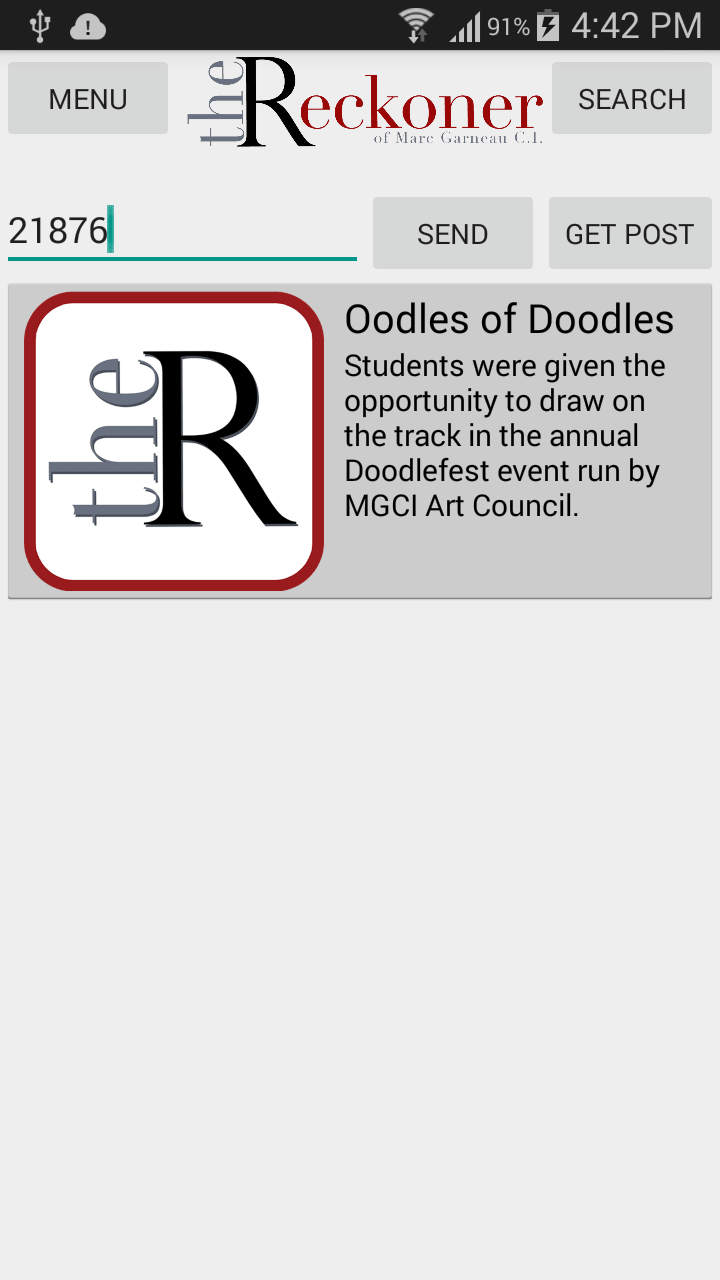 91% 4:42 PM
MENU
the Reckoner
of Marc Garneau C.I.
SEARCH
21876
SEND
GET POST
the R
Oodles of Doodles
Students were given the
opportunity to draw on
the track in the annual
Doodlefest event run by
MGCI Art Council.